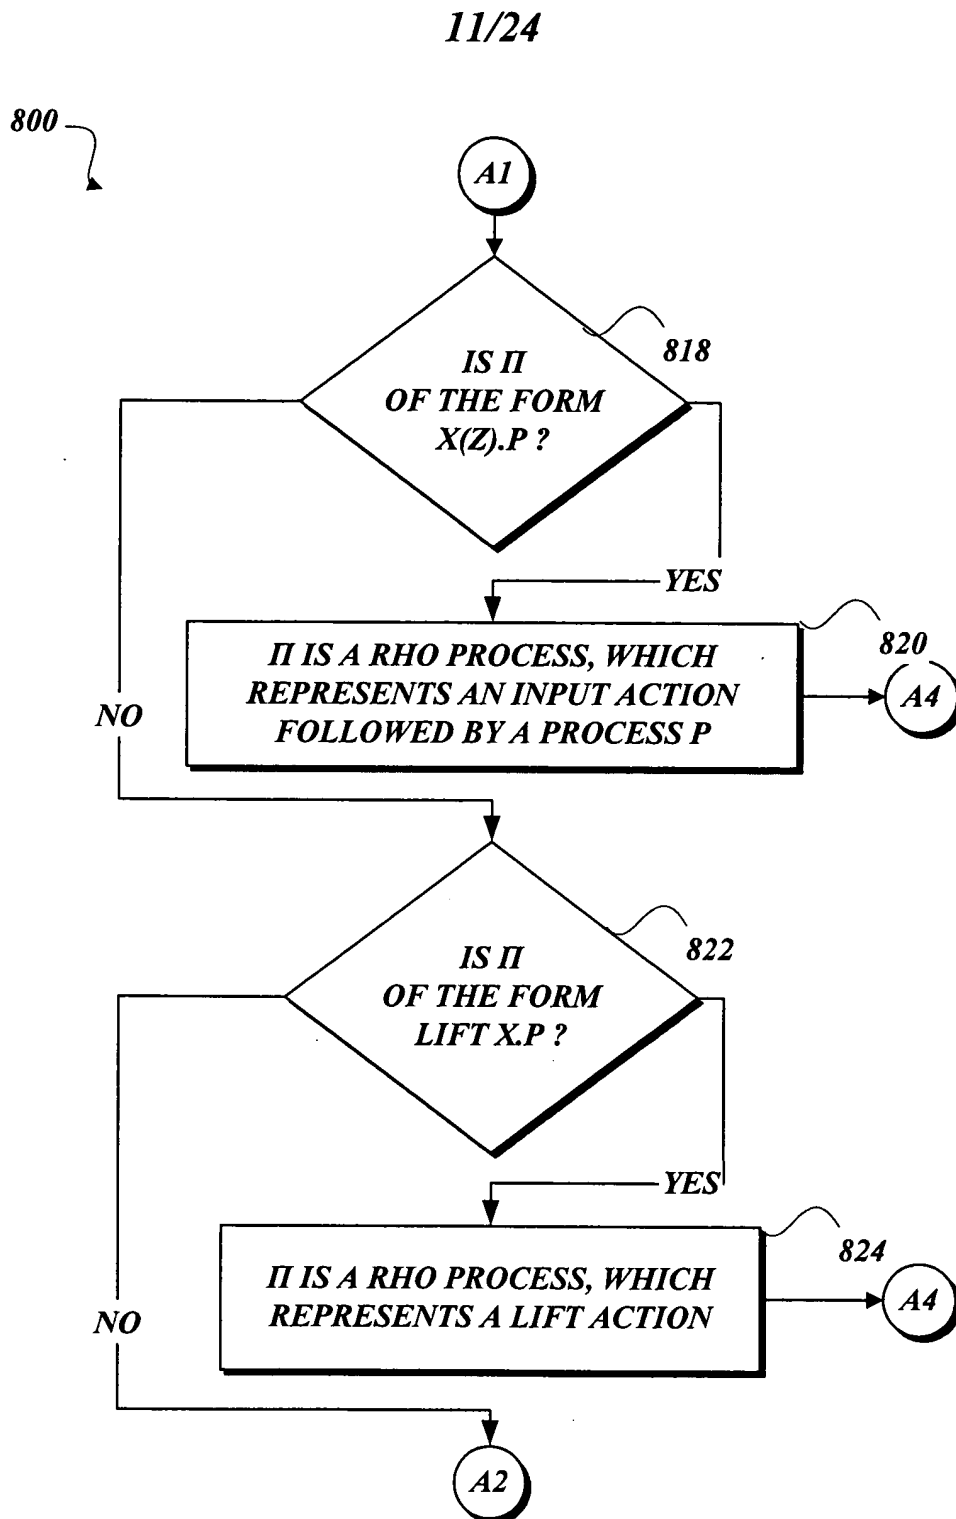 11/24
800
A1
818
IS Π
OF THE FORM
X(Z).P ?
YES
820
Π IS A RHO PROCESS, WHICH
REPRESENTS AN INPUT ACTION
FOLLOWED BY A PROCESS P
A4
NO
822
IS Π
OF THE FORM
LIFT X.P ?
YES
824
Π IS A RHO PROCESS, WHICH
REPRESENTS A LIFT ACTION
A4
NO
A2